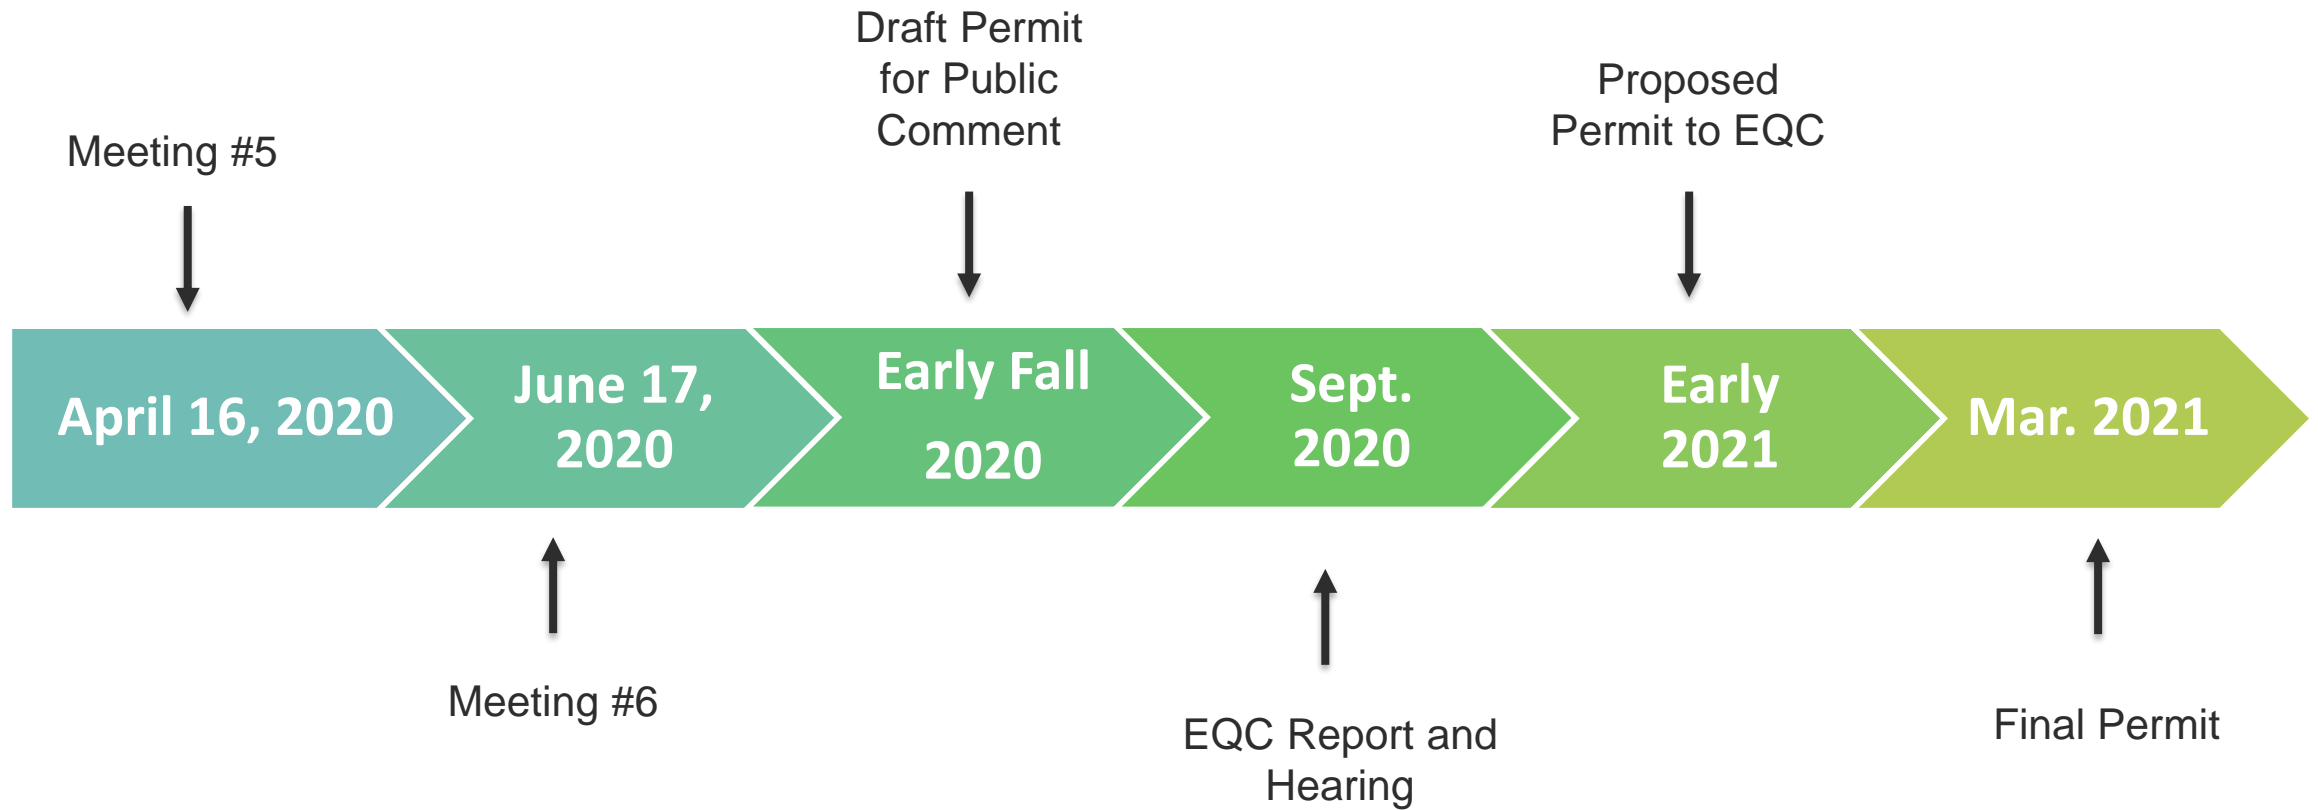 Draft Permit
for Public
Comment
Proposed
Permit to EQC
Meeting #5
April 16, 2020
June 17,
2020
Early Fall
2020
Sept.
2020
Early
2021
Mar. 2021
Meeting #6
EQC Report and
Hearing
Final Permit